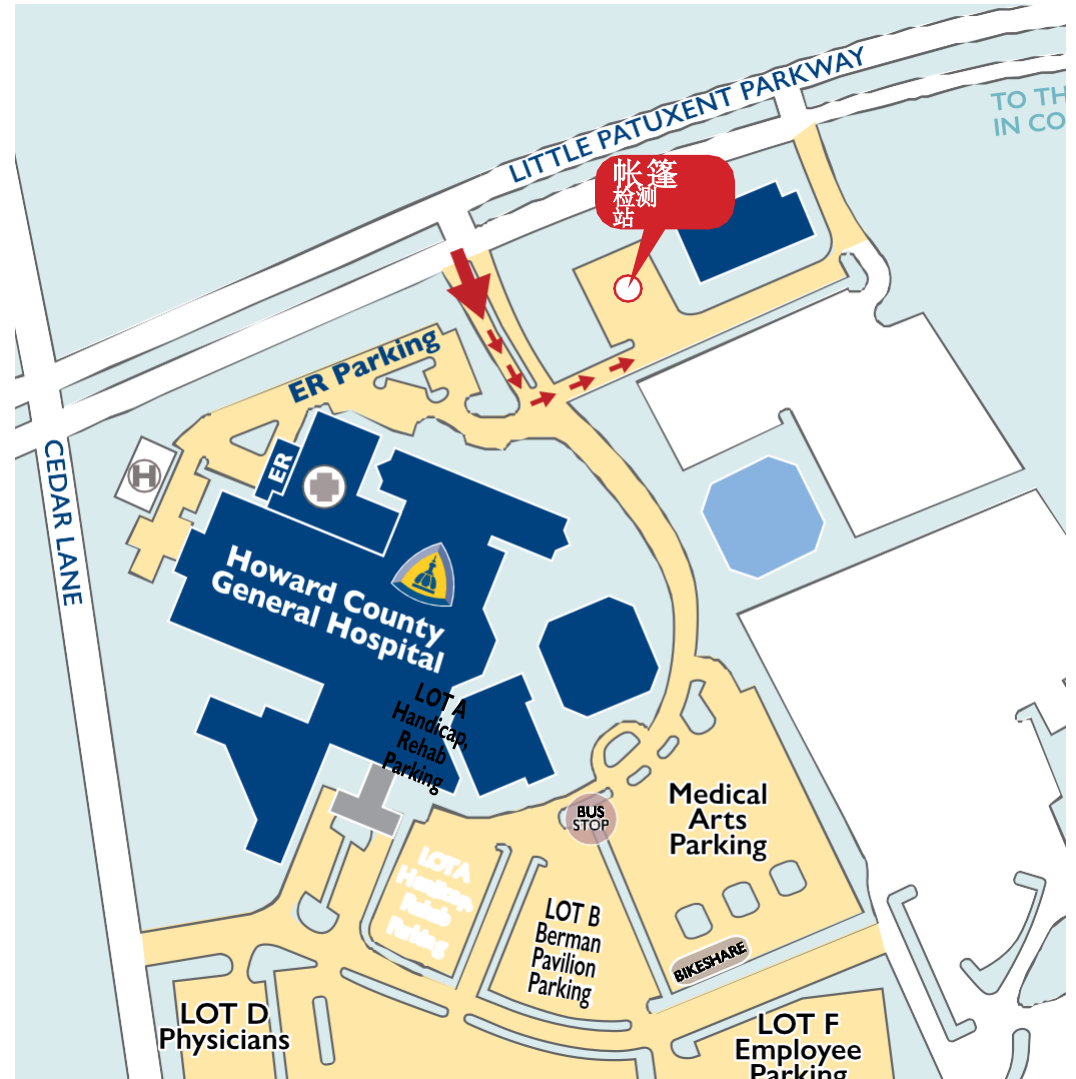 LITTLE PATUXENT PARKWAY
TO TH
IN CO
帐篷
检测
站
ER Parking
CEDAR LANE
H
ER
Howard County
General Hospital
LOT A
Handicap,
Rehab
Parking
BUS
STOP
Medical
Arts
Parking
LOT A
Handicap,
Rehab
Parking
LOT B
Berman
Pavilion
Parking
BIKESHARE
LOT D
Physicians
LOT F
Employee
Parking